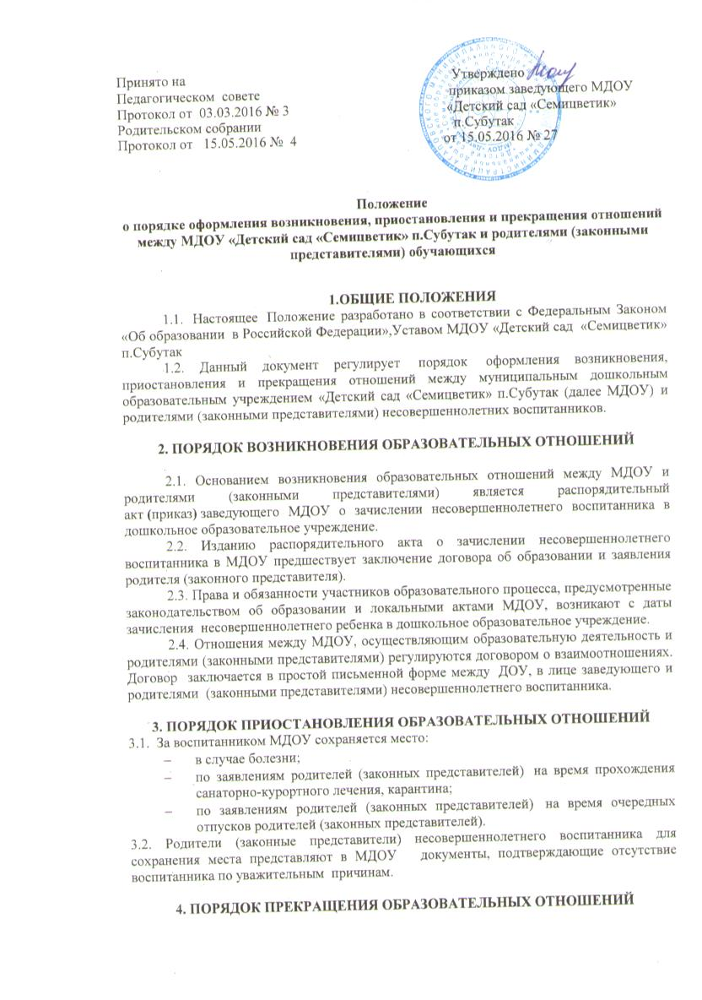 Принято на
Педагогическом совете
Протокол от 03.03.2016 № 3
Родительском собрании
Протокол от 15.05.2016 № 4
Утверждено
приказом заведующего МДОУ
«Детский сад «Семицветик»
п.Субутак
от 15.05.2016 № 27
Положение
о порядке оформления возникновения, приостановления и прекращения отношений
между МДОУ «Детский сад «Семицветик» п.Субутак и родителями (законными
представителями) обучающихся
1.ОБЩИЕ ПОЛОЖЕНИЯ
1.1. Настоящее Положение разработано в соответствии с Федеральным Законом
«Об образовании в Российской Федерации»,Уставом МДОУ «Детский сад «Семицветик»
п.Субутак
1.2. Данный документ регулирует порядок оформления возникновения,
приостановления и прекращения отношений между муниципальным дошкольным
образовательным учреждением «Детский сад «Семицветик» п.Субутак (далее МДОУ) и
родителями (законными представителями) несовершеннолетних воспитанников.
2. ПОРЯДОК ВОЗНИКНОВЕНИЯ ОБРАЗОВАТЕЛЬНЫХ ОТНОШЕНИЙ
2.1. Основанием возникновения образовательных отношений между МДОУ и
родителями (законными представителями) является распорядительный
акт (приказ) заведующего МДОУ о зачислении несовершеннолетнего воспитанника в
дошкольное образовательное учреждение.
2.2. Изданию распорядительного акта о зачислении несовершеннолетнего
воспитанника в МДОУ предшествует заключение договора об образовании и заявления
родителя (законного представителя).
2.3. Права и обязанности участников образовательного процесса, предусмотренные
законодательством об образовании и локальными актами МДОУ, возникают с даты
зачисления несовершеннолетнего ребенка в дошкольное образовательное учреждение.
2.4. Отношения между МДОУ, осуществляющим образовательную деятельность и
родителями (законными представителями) регулируются договором о взаимоотношениях.
Договор заключается в простой письменной форме между ДОУ, в лице заведующего и
родителями (законными представителями) несовершеннолетнего воспитанника.
3. ПОРЯДОК ПРИОСТАНОВЛЕНИЯ ОБРАЗОВАТЕЛЬНЫХ ОТНОШЕНИЙ
3.1. За воспитанником МДОУ сохраняется место:
– в случае болезни;
– по заявлениям родителей (законных представителей) на время прохождения
санаторно-курортного лечения, карантина;
– по заявлениям родителей (законных представителей) на время очередных
отпусков родителей (законных представителей).
3.2. Родители (законные представители) несовершеннолетнего воспитанника для
сохранения места представляют в МДОУ документы, подтверждающие отсутствие
воспитанника по уважительным причинам.
4. ПОРЯДОК ПРЕКРАЩЕНИЯ ОБРАЗОВАТЕЛЬНЫХ ОТНОШЕНИЙ